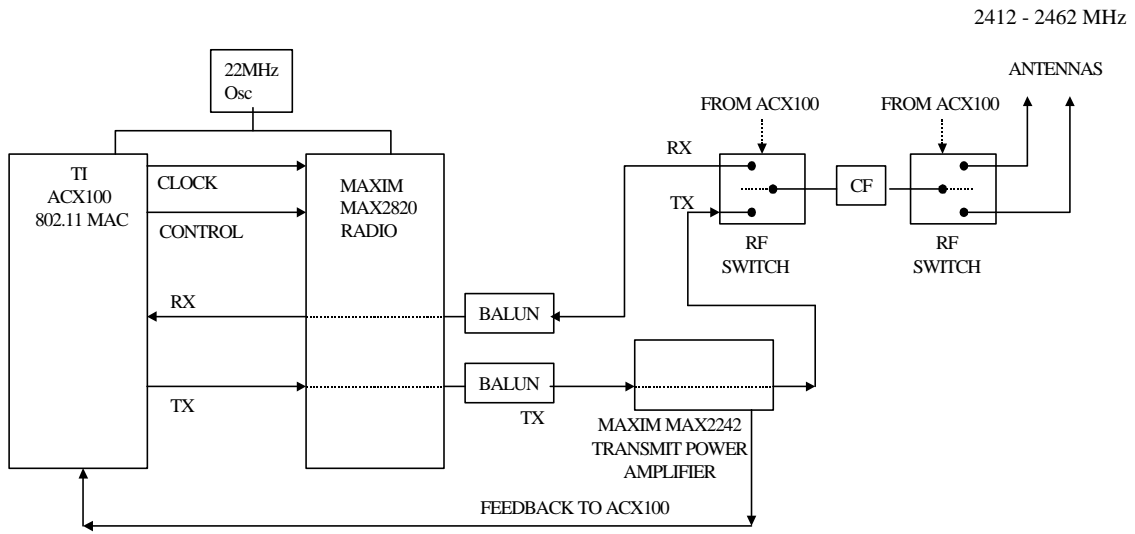 2412 - 2462 MHz
22MHz
Osc
ANTENNAS
FROM ACX100
FROM ACX100
TI
ACX100
802.11 MAC
CLOCK
CONTROL
MAXIM
MAX2820
RADIO
RX
TX
CF
RF
SWITCH
RF
SWITCH
RX
BALUN
TX
BALUN
TX
MAXIM MAX2242
TRANSMIT POWER
AMPLIFIER
FEEDBACK TO ACX100